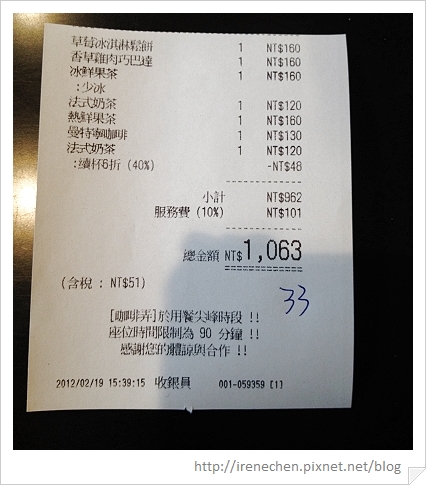 草莓冰淇淋鬆餅 1 NT$160
香草雞肉巧巴達 1 NT$160
冰鮮果茶 1 NT$160
:少冰
法式奶茶 1 NT$120
熱鮮果茶 1 NT$160
曼特寧咖啡 1 NT$130
法式奶茶 1 NT$120
:續杯6折 (40%) -NT$48
小計 NT$962
服務費 (10%) NT$101
總金額 NT$1,063
(含稅 : NT$51)
33
[咖啡弄]於用餐尖峰時段 !!
座位時間限制為 90 分鐘 !!
感謝您的體諒與合作 !!
2012/02/19 15:39:15 收銀員 001-059359 [1]
http://irenechen.pixnet.net/blog